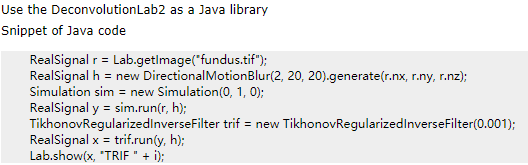 Use the DeconvolutionLab2 as a Java library
Snippet of Java code
RealSignal r = Lab.getImage("fundus.tif");
RealSignal h = new DirectionalMotionBlur(2, 20, 20).generate(r.nx, r.ny, r.nz);
Simulation sim = new Simulation(0, 1, 0);
RealSignal y = sim.run(r, h);
TikhonovRegularizedInverseFilter trif = new TikhonovRegularizedInverseFilter(0.001);
RealSignal x = trif.run(y, h);
Lab.show(x, "TRIF " + i);